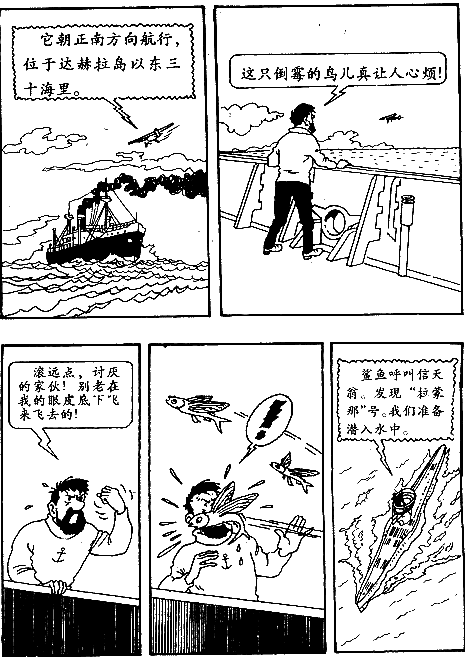 它朝正南方向航行，
位于达赫拉岛以东三
十海里。
这只倒霉的鸟儿真让人心烦！
滚远点，讨厌
的家伙！别老在
我的眼皮底下飞
来飞去的！
！
鲨鱼呼叫信天
翁。发现“拉蒙
那”号。我们准备
潜入水中。